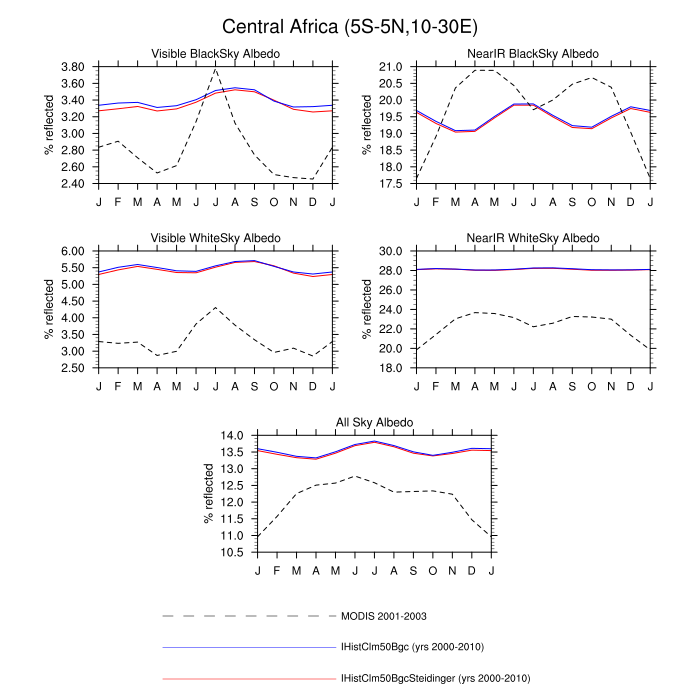 Central Africa (5S-5N,10-30E)
Visible BlackSky Albedo
% reflected
3.80
3.60
3.40
3.20
3.00
2.80
2.60
2.40
J F M A M J J A S O N D J
NearIR BlackSky Albedo
% reflected
21.0
20.5
20.0
19.5
19.0
18.5
18.0
17.5
J F M A M J J A S O N D J
Visible WhiteSky Albedo
% reflected
6.00
5.50
5.00
4.50
4.00
3.50
3.00
2.50
J F M A M J J A S O N D J
NearIR WhiteSky Albedo
% reflected
30.0
28.0
26.0
24.0
22.0
20.0
18.0
J F M A M J J A S O N D J
All Sky Albedo
% reflected
14.0
13.5
13.0
12.5
12.0
11.5
11.0
10.5
J F M A M J J A S O N D J
MODIS 2001-2003
IHistClm50Bgc (yrs 2000-2010)
IHistClm50BgcSteidinger (yrs 2000-2010)